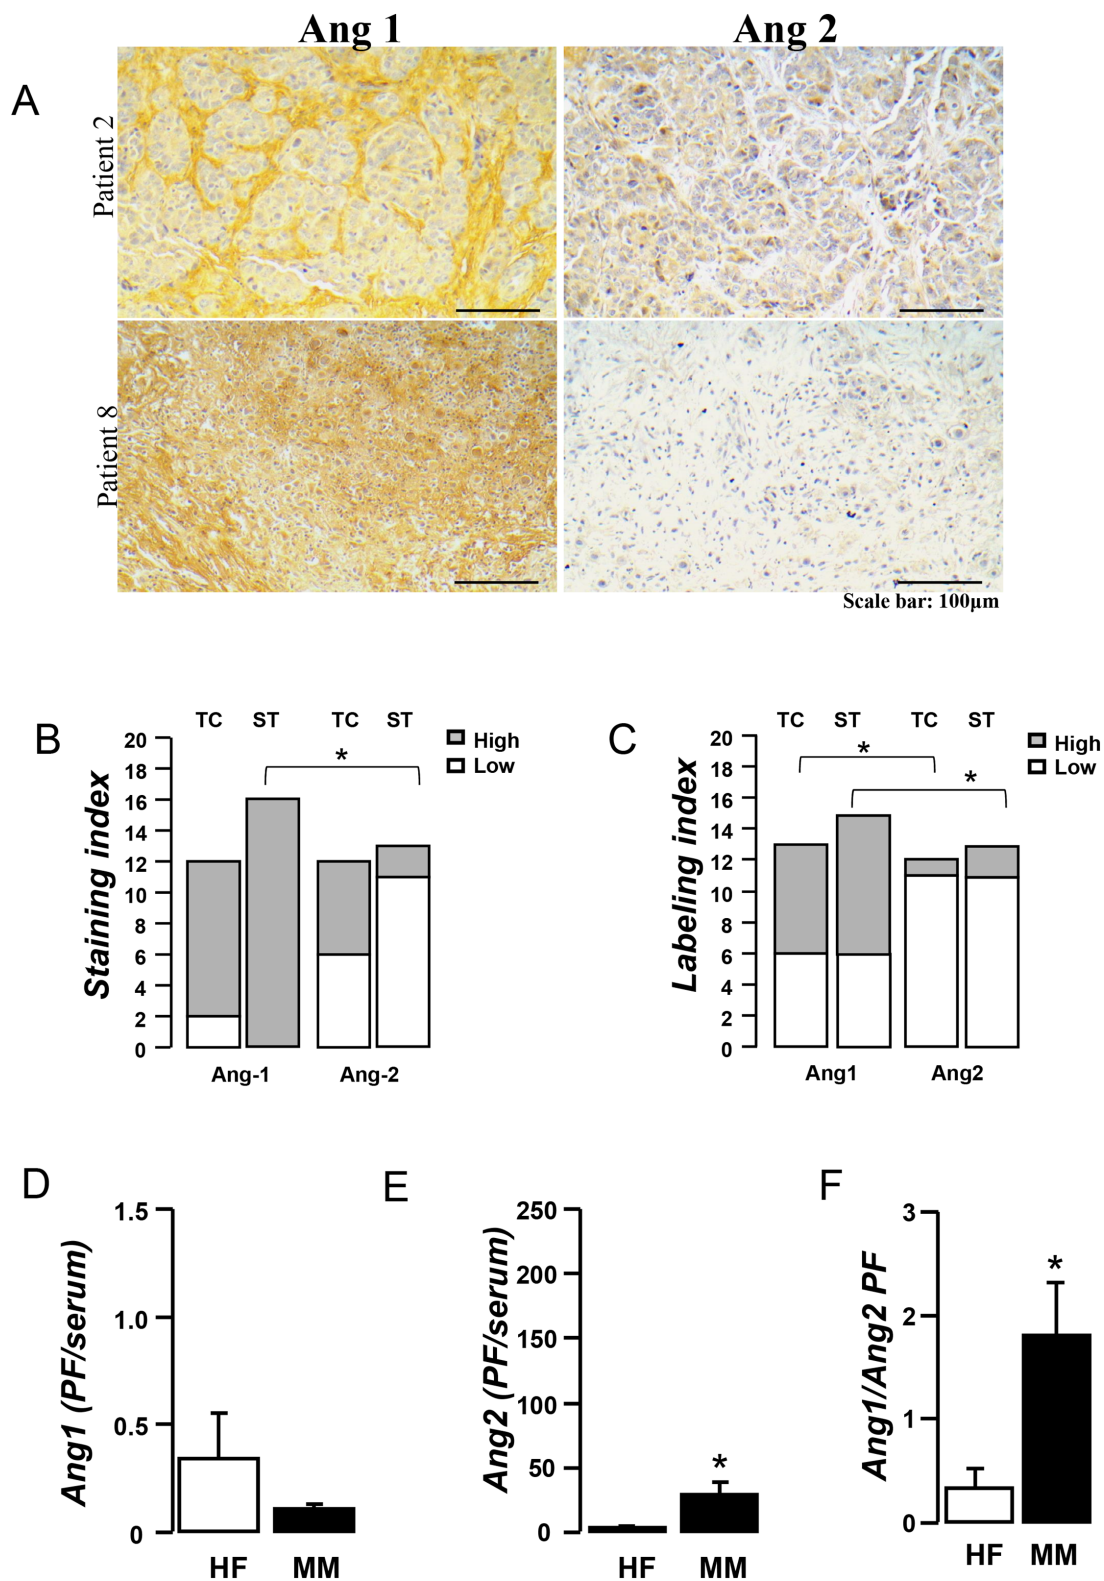 Ang 1
Ang 2
A
Patient 2
Patient 8
Scale bar: 100µm
B
TC ST TC ST
High
Low
Staining index
20
18
16
14
12
10
8
6
4
2
0
*
Ang-1 Ang-2
C
TC ST TC ST
High
Low
Labeling index
20
18
16
14
12
10
8
6
4
2
0
*
*
Ang1 Ang2
D
Ang1 (PF/serum)
1.5
1.0
0.5
0
HF MM
E
Ang2 (PF/serum)
250
200
150
100
50
0
*
HF MM
F
Ang1/Ang2 PF
3
2
1
0
*
HF MM